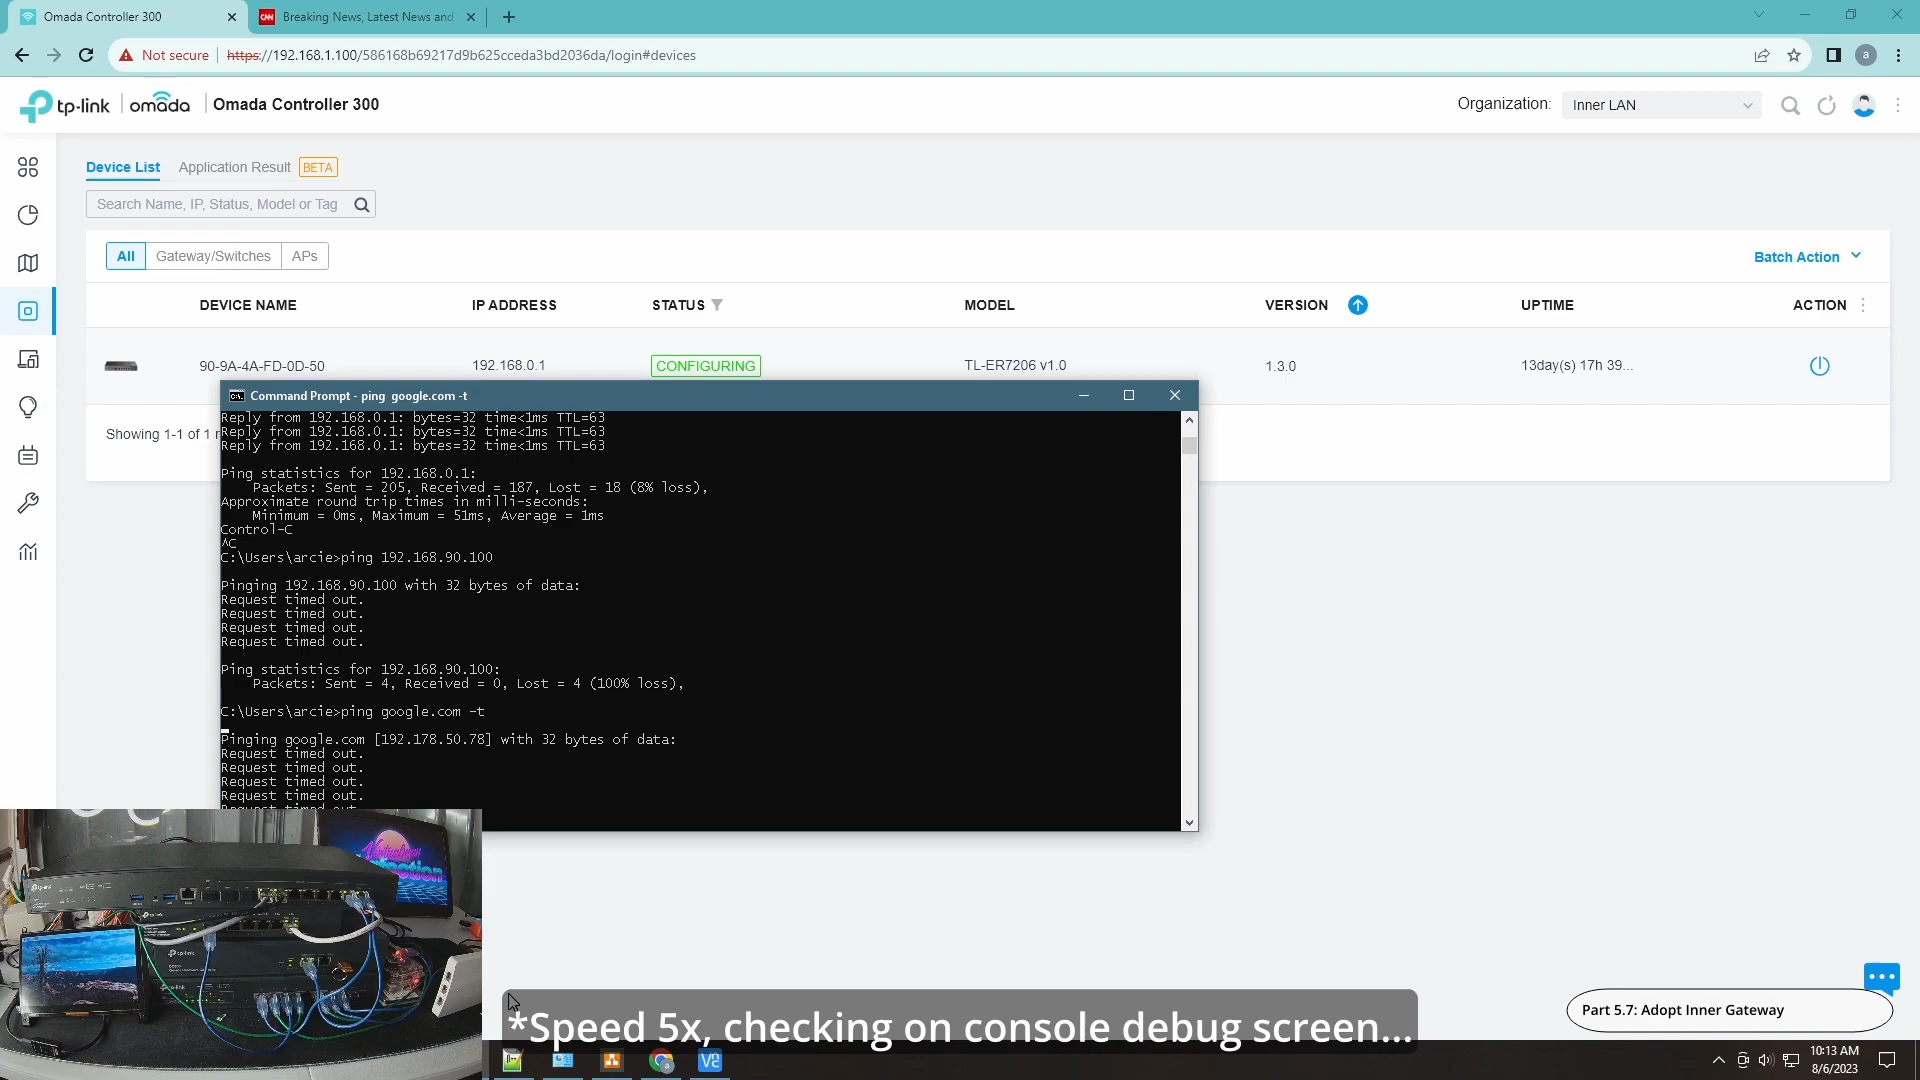 Omada Controller 300
CNN
Breaking News, Latest News and
Not secure
https://192.168.1.100/586168b69217d9b625cceda3bd2036da/login#devices
a
tp-link
omada
Omada Controller 300
Organization:
Inner LAN
Device List
Application Result
BETA
Search Name, IP, Status, Model or Tag
All
Gateway/Switches
APs
Batch Action
DEVICE NAME
IP ADDRESS
STATUS
MODEL
VERSION
UPTIME
ACTION
90-9A-4A-FD-0D-50
192.168.0.1
CONFIGURING
TL-ER7206 v1.0
1.3.0
13day(s) 17h 39...
Showing 1-1 of 1 r
Command Prompt - ping google.com -t
Reply from 192.168.0.1: bytes=32 time<1ms TTL=63
Reply from 192.168.0.1: bytes=32 time<1ms TTL=63
Reply from 192.168.0.1: bytes=32 time<1ms TTL=63
Ping statistics for 192.168.0.1:
Packets: Sent = 205, Received = 187, Lost = 18 (8% loss),
Approximate round trip times in milli-seconds:
Minimum = 0ms, Maximum = 51ms, Average = 1ms
Control-C
^C
C:\Users\arcie>ping 192.168.90.100
Pinging 192.168.90.100 with 32 bytes of data:
Request timed out.
Request timed out.
Request timed out.
Request timed out.
Ping statistics for 192.168.90.100:
Packets: Sent = 4, Received = 0, Lost = 4 (100% loss),
C:\Users\arcie>ping google.com -t
Pinging google.com [192.178.50.78] with 32 bytes of data:
Request timed out.
Request timed out.
Request timed out.
Request timed out.
Request timed out.
tp-link
tp-link
tp-link
tp-link
Part 5.7: Adopt Inner Gateway
*Speed 5x, checking on console debug screen...
10:13 AM
8/6/2023